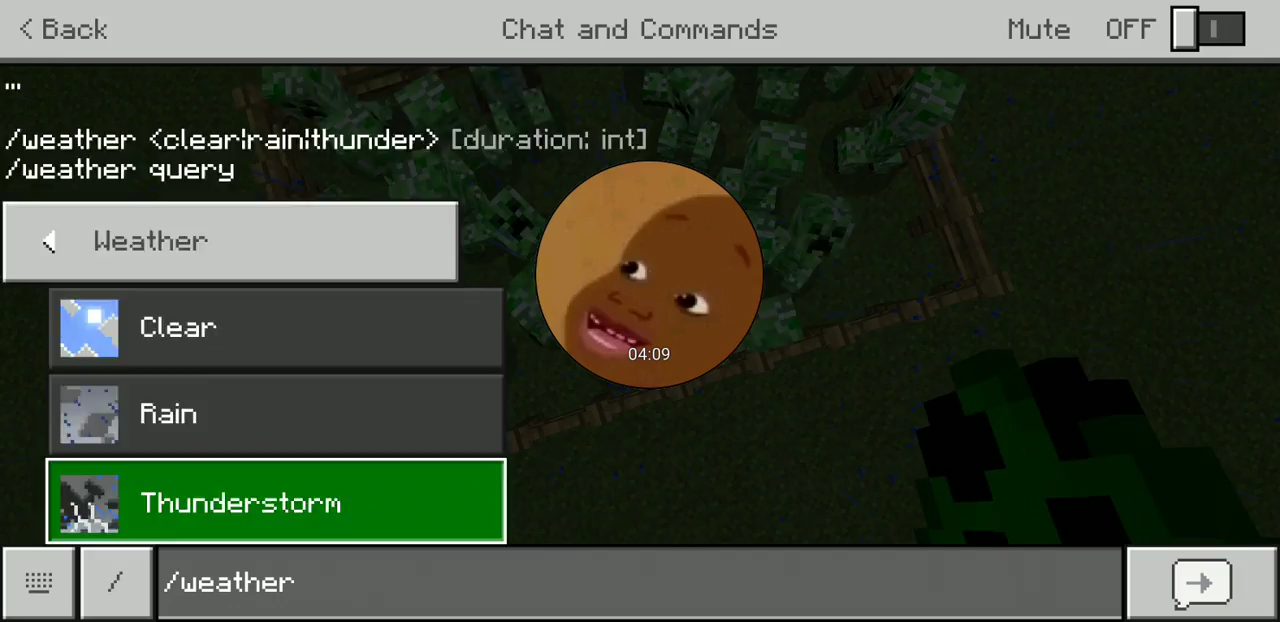 Back
Chat and Commands
Mute OFF
...
/weather <clear|rain|thunder> [duration: int]
/weather query
Weather
Clear
04:09
Rain
Thunderstorm
/
/weather